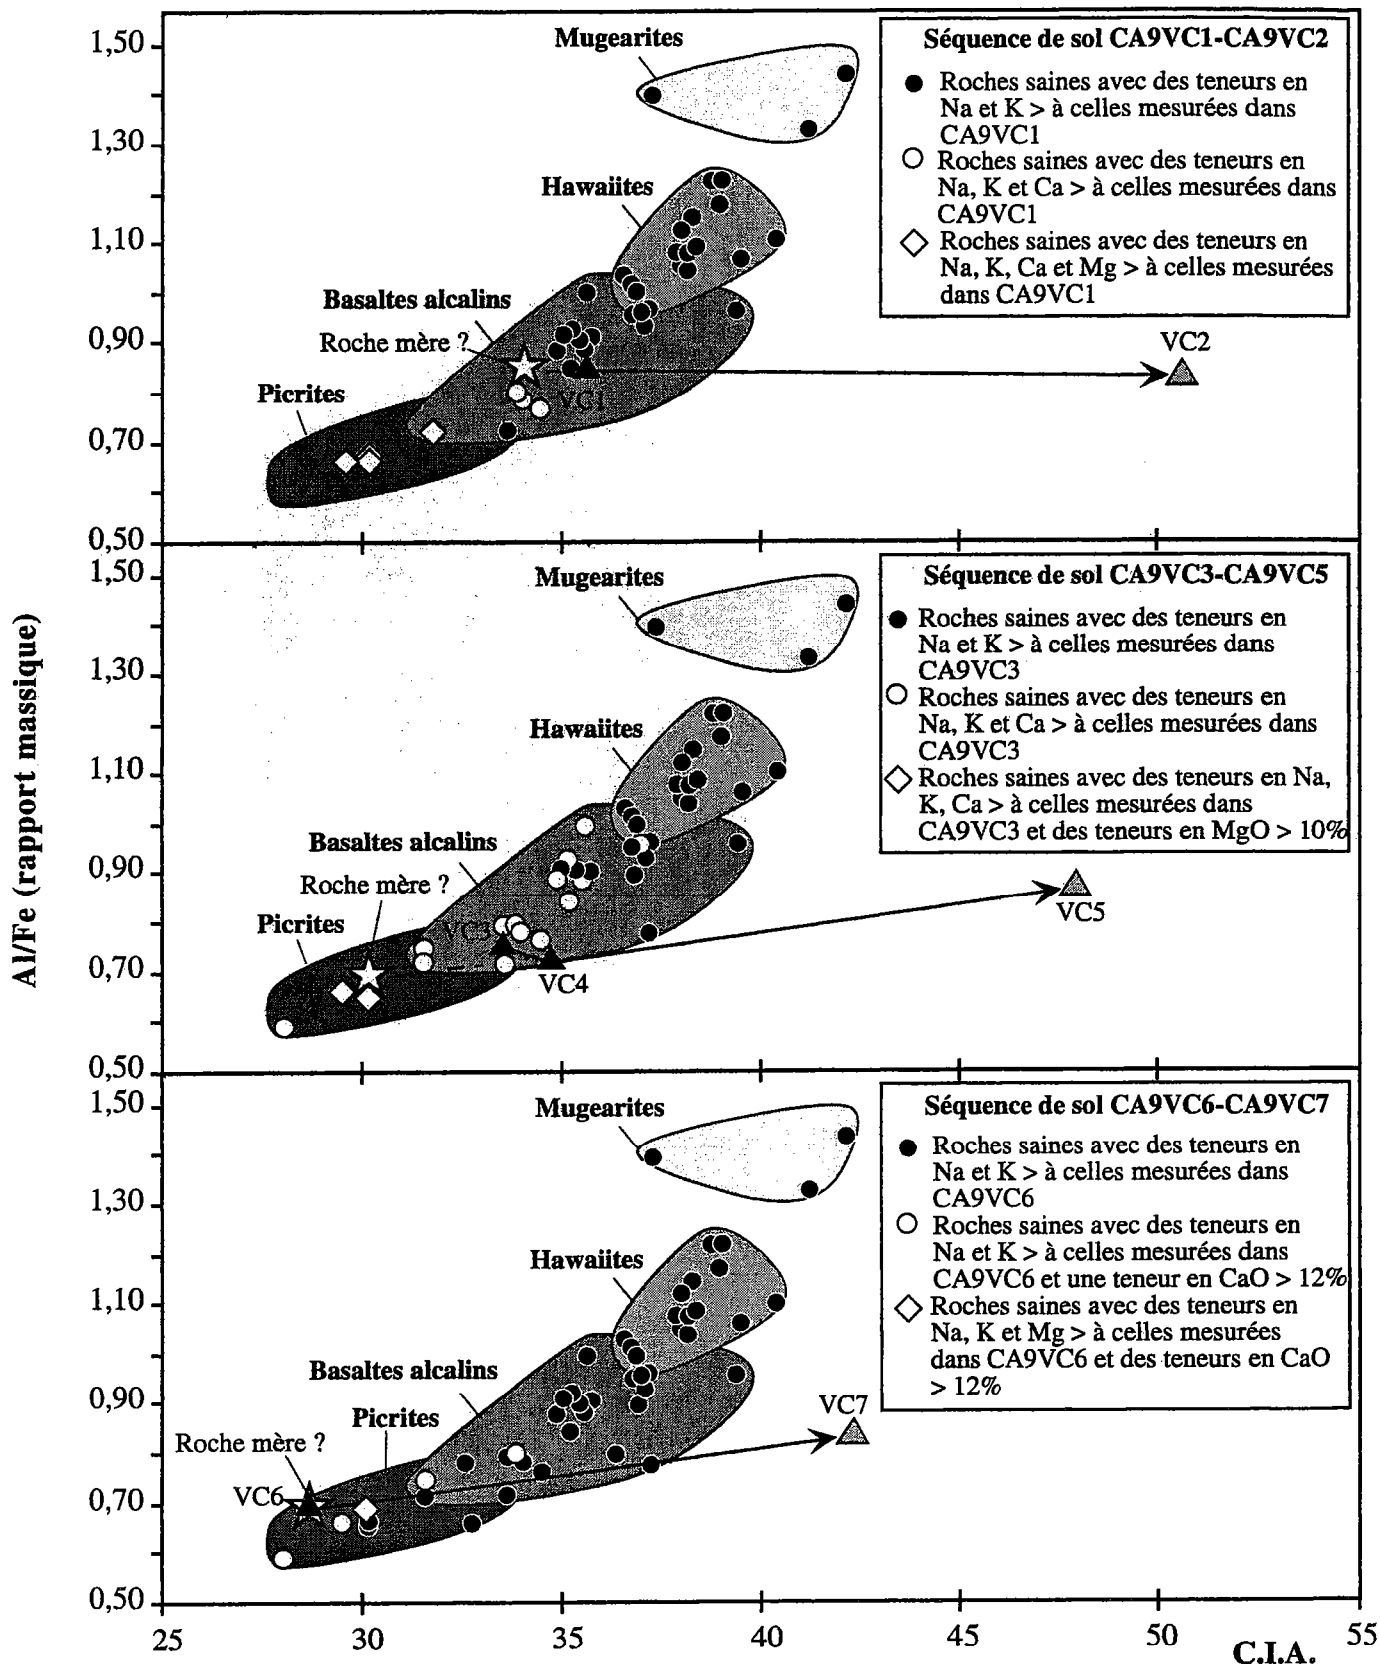 Al/Fe (rapport massique)
1,50
1,30
1,10
0,90
0,70
0,50
Mugearites
Hawaiites
Basaltes alcalins
Roche mère ?
Picrites
VC1
VC2
Séquence de sol CA9VC1-CA9VC2
Roches saines avec des teneurs en
Na et K > à celles mesurées dans
CA9VC1
Roches saines avec des teneurs en
Na, K et Ca > à celles mesurées dans
CA9VC1
Roches saines avec des teneurs en
Na, K, Ca et Mg > à celles mesurées
dans CA9VC1
1,50
1,30
1,10
0,90
0,70
0,50
Mugearites
Hawaiites
Basaltes alcalins
Roche mère ?
Picrites
VC3
VC4
VC5
Séquence de sol CA9VC3-CA9VC5
Roches saines avec des teneurs en
Na et K > à celles mesurées dans
CA9VC3
Roches saines avec des teneurs en
Na, K et Ca > à celles mesurées dans
CA9VC3
Roches saines avec des teneurs en Na,
K, Ca > à celles mesurées dans
CA9VC3 et des teneurs en MgO > 10%
1,50
1,30
1,10
0,90
0,70
0,50
Mugearites
Hawaiites
Basaltes alcalins
Picrites
Roche mère ?
VC6
VC7
Séquence de sol CA9VC6-CA9VC7
Roches saines avec des teneurs en
Na et K > à celles mesurées dans
CA9VC6
Roches saines avec des teneurs en
Na et K > à celles mesurées dans
CA9VC6 et une teneur en CaO > 12%
Roches saines avec des teneurs en
Na, K et Mg > à celles mesurées
dans CA9VC6 et des teneurs en CaO
> 12%
25
30
35
40
45
50
55
C.I.A.